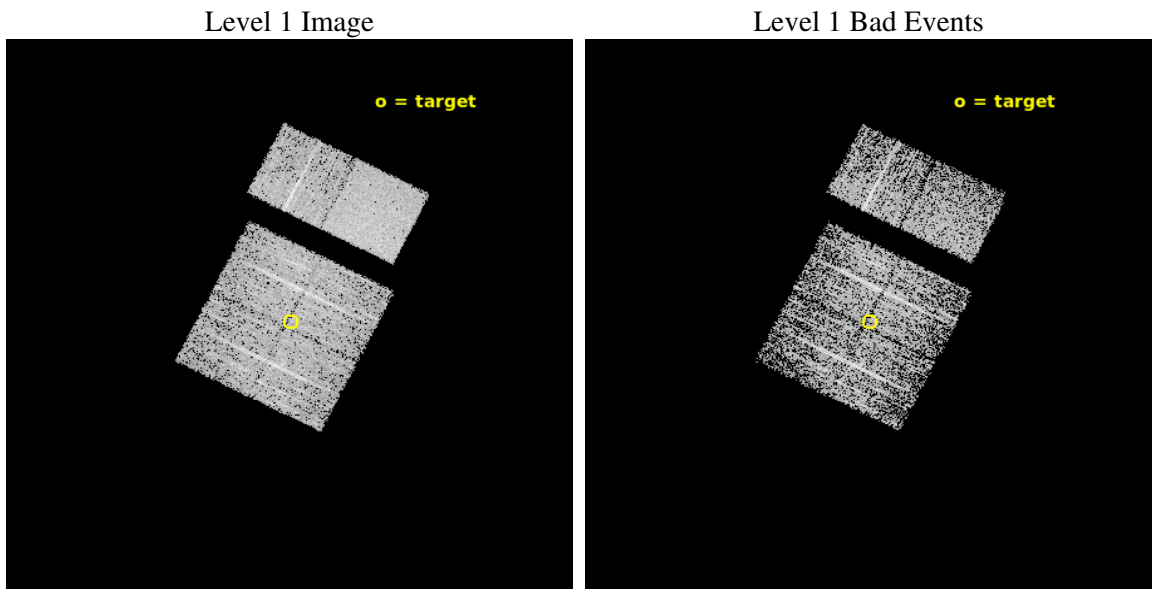 Level 1 Image
Level 1 Bad Events
o = target
o = target